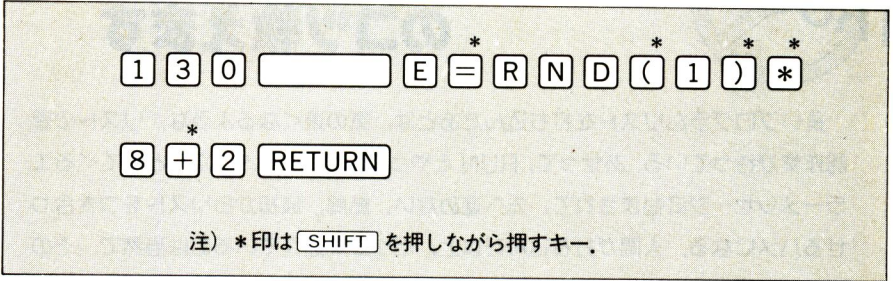 * * * *
1 3 0 E = R N D ( 1 ) *
*
8 + 2 RETURN
注) *印は SHIFT を押しながら押すキー.